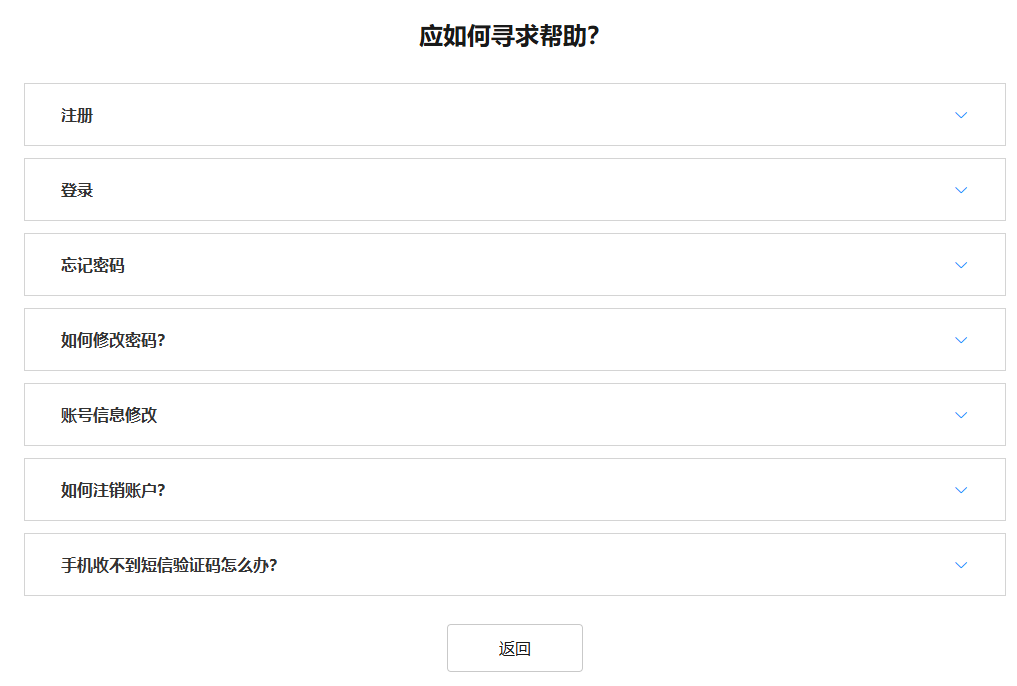 应如何寻求帮助？
注册
登录
忘记密码
如何修改密码？
账号信息修改
如何注销账户？
手机收不到短信验证码怎么办？
返回